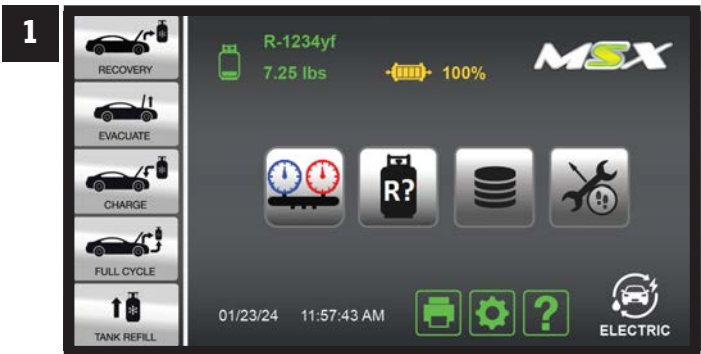 1
RECOVERY
EVACUATE
CHARGE
FULL CYCLE
TANK REFILL
R-1234yf
7.25 lbs
100%
MSX
R?
01/23/24 11:57:43 AM
?
ELECTRIC